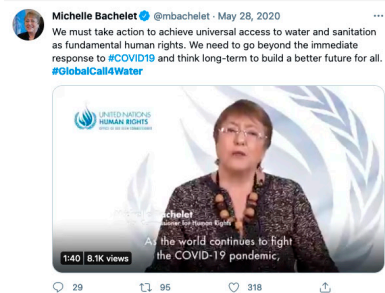 Michelle Bachelet @mbachelet · May 28, 2020
We must take action to achieve universal access to water and sanitation
as fundamental human rights. We need to go beyond the immediate
response to #COVID19 and think long-term to build a better future for all.
#GlobalCall4Water
UNITED NATIONS
HUMAN RIGHTS
Bachelet
for Human Rights
As the world continues to fight
the COVID-19 pandemic,
1:40 8.1K views
29 95 318